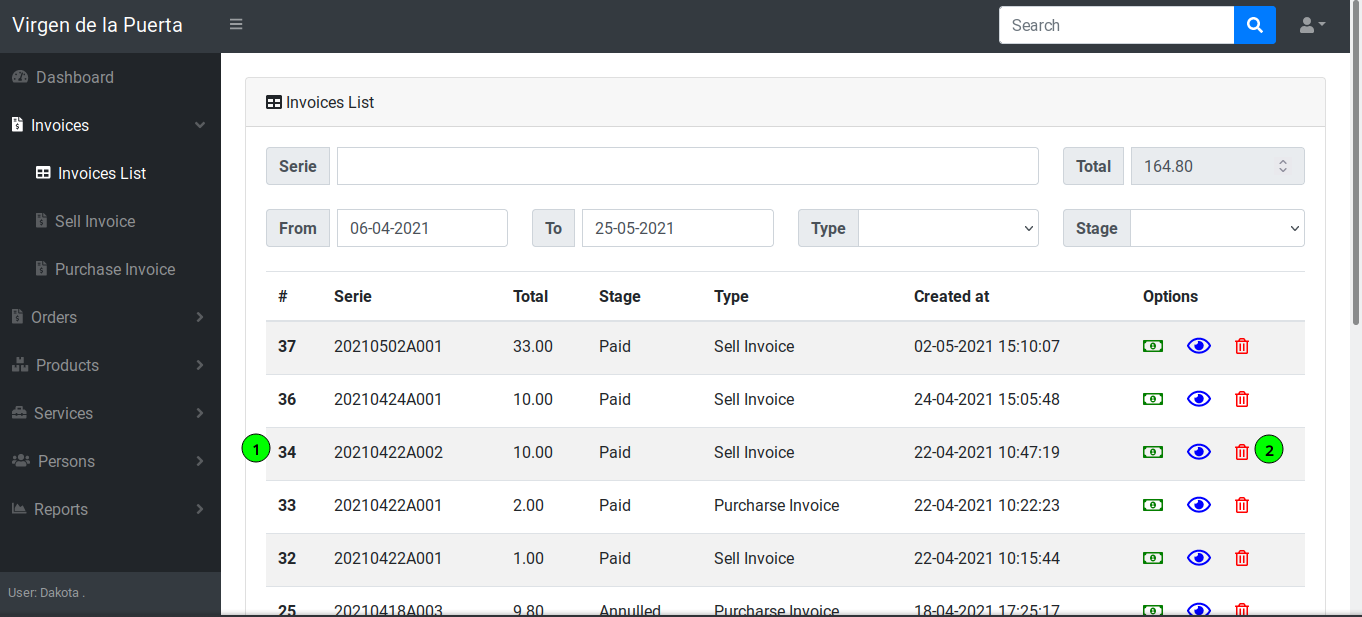 Virgen de la Puerta
Search
Dashboard
Invoices
Invoices List
Sell Invoice
Purchase Invoice
Orders
Products
Services
Persons
Reports
User: Dakota .
Invoices List
Serie Total 164.80
From 06-04-2021 To 25-05-2021 Type Stage
# Serie Total Stage Type Created at Options
37 20210502A001 33.00 Paid Sell Invoice 02-05-2021 15:10:07
36 20210424A001 10.00 Paid Sell Invoice 24-04-2021 15:05:48
1 34 20210422A002 10.00 Paid Sell Invoice 22-04-2021 10:47:19 2
33 20210422A001 2.00 Paid Purcharse Invoice 22-04-2021 10:22:23
32 20210422A001 1.00 Paid Sell Invoice 22-04-2021 10:15:44
25 20210418A003 9.80 Annulled Purcharse Invoice 18-04-2021 17:25:17